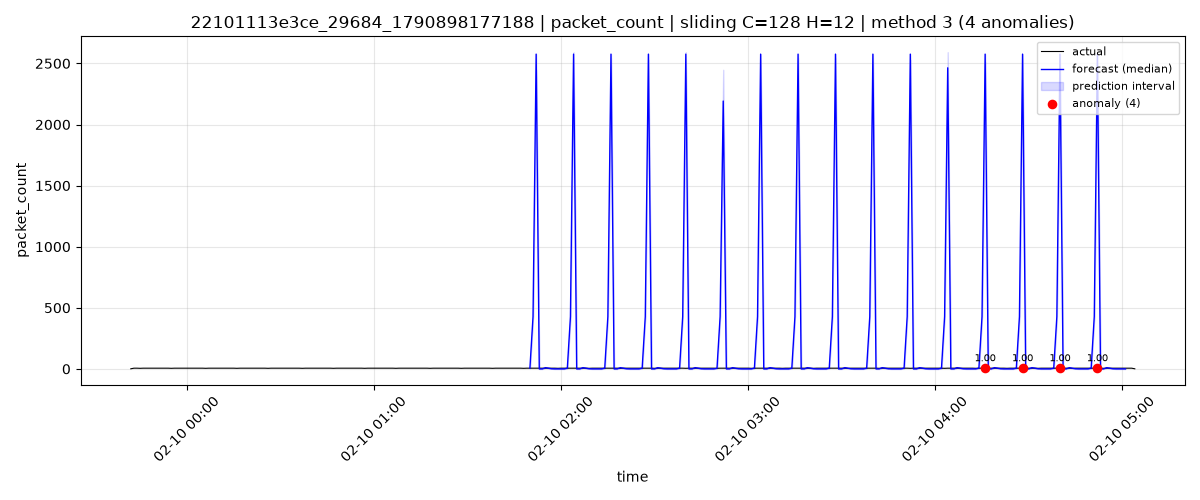 22101113e3ce_29684_1790898177188 | packet_count | sliding C=128 H=12 | method 3 (4 anomalies)
actual
forecast (median)
prediction interval
anomaly (4)
packet_count
2500
2000
1500
1000
500
0
1.00 1.00 1.00 1.00
02-10 00:00 02-10 01:00 02-10 02:00 02-10 03:00 02-10 04:00 02-10 05:00
time